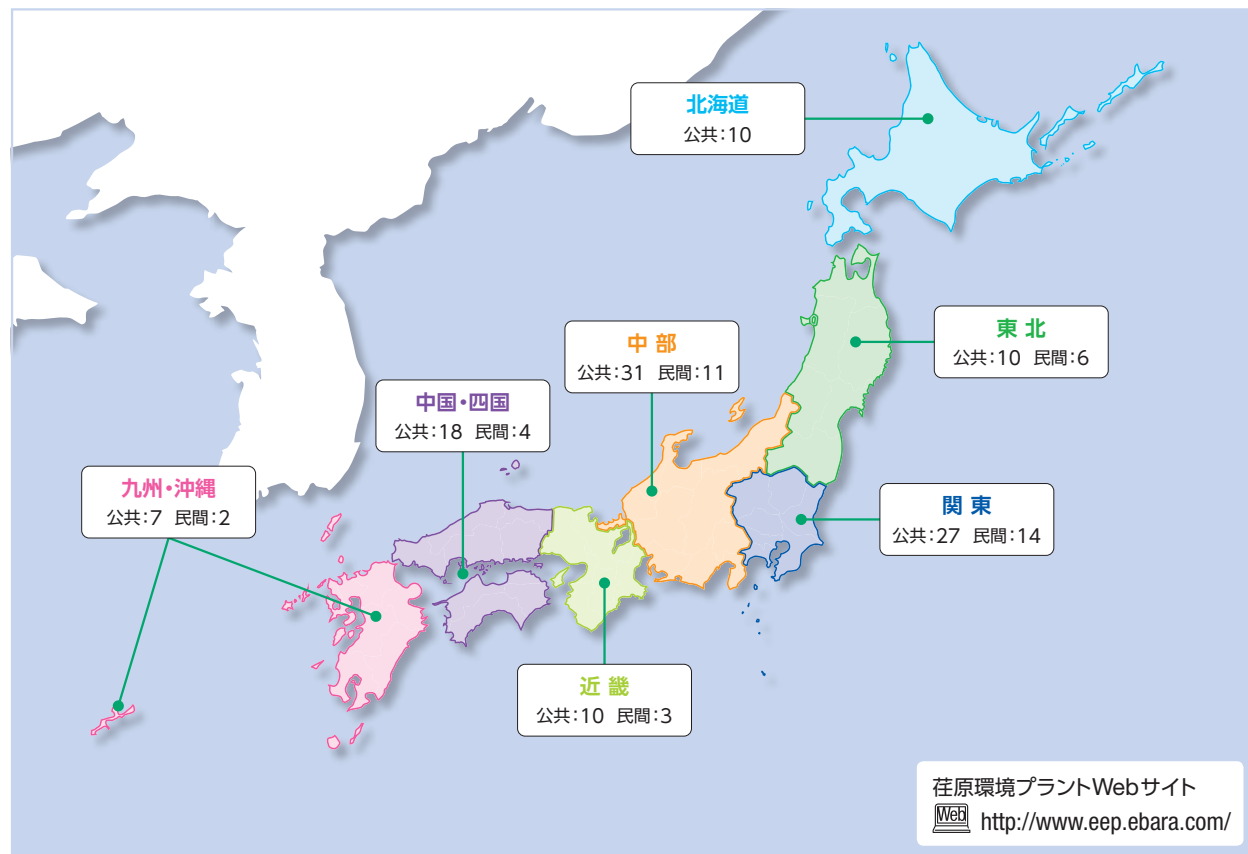 北海道
公共:10
東 北
公共:10 民間:6
中 部
公共:31 民間:11
中国・四国
公共:18 民間:4
九州・沖縄
公共:7 民間:2
関 東
公共:27 民間:14
近 畿
公共:10 民間:3
荏原環境プラントWebサイト
Web http://www.eep.ebara.com/